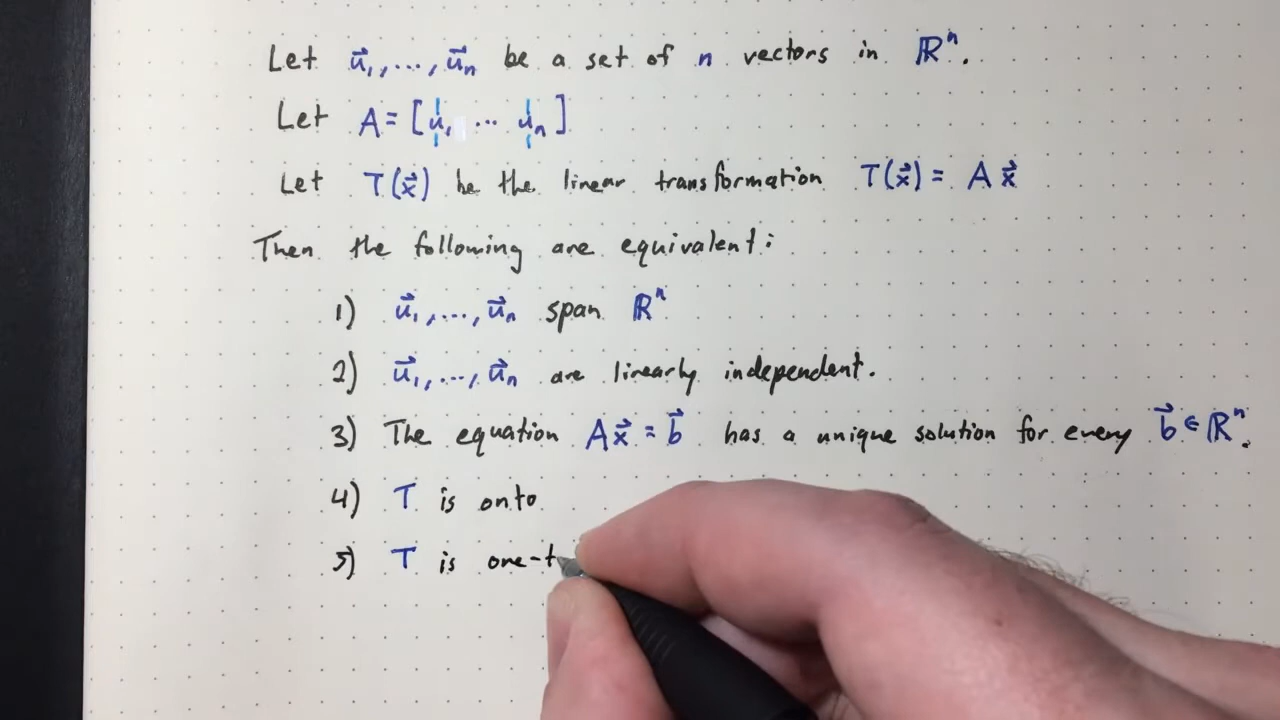 Let u⃗₁, ..., u⃗ₙ be a set of n vectors in ℝⁿ.
Let A = [u₁ ... uₙ]
Let T(x⃗) be the linear transformation T(x⃗) = A x⃗
Then the following are equivalent:
1) u⃗₁, ..., u⃗ₙ span ℝⁿ
2) u⃗₁, ..., u⃗ₙ are linearly independent.
3) The equation Ax⃗ = b⃗ has a unique solution for every b⃗ ∈ ℝⁿ.
4) T is onto
5) T is one-t